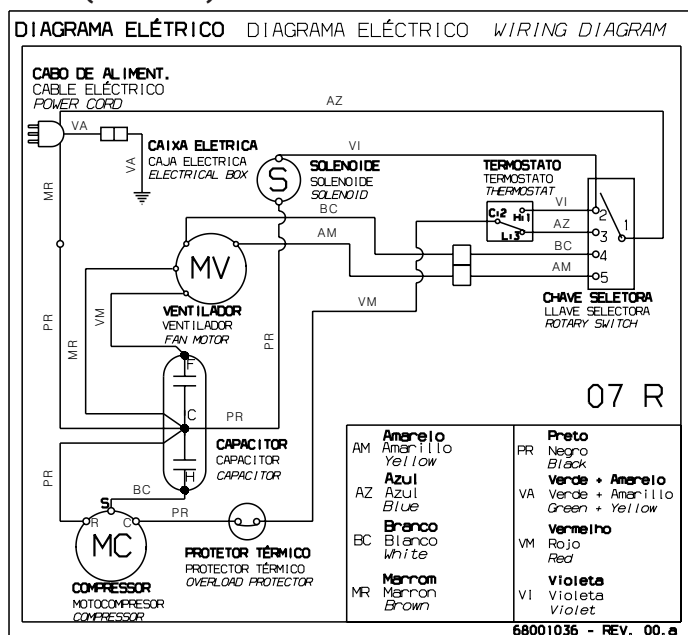 DIAGRAMA ELÉTRICO DIAGRAMA ELÉCTRICO WIRING DIAGRAM
CABO DE ALIMENT.
CABLE ELÉCTRICO
POWER CORD
AZ
VA
VA
MR
CAIXA ELETRICA
CAJA ELECTRICA
ELECTRICAL BOX
VI
S
SOLENOIDE
SOLENOIDE
SOLENOID
TERMOSTATO
TERMOSTATO
THERMOSTAT
C:2
H:1
L:3
VI
AZ
BC
AM
2
3
4
5
1
BC
AM
MV
VENTILADOR
VENTILADOR
FAN MOTOR
VM
CHAVE SELETORA
LLAVE SELECTORA
ROTARY SWITCH
PR
MR
VM
PR
F
C
H
PR
CAPACITOR
CAPACITOR
CAPACITOR
PR
BC
S
R
C
MC
PR
COMPRESSOR
MOTOCOMPRESOR
COMPRESSOR
PROTETOR TÉRMICO
PROTECTOR TÉRMICO
OVERLOAD PROTECTOR
07 R
AM
Amarelo
Amarillo
Yellow
AZ
Azul
Azul
Blue
BC
Branco
Blanco
White
MR
Marrom
Marron
Brown
PR
Preto
Negro
Black
VA
Verde + Amarelo
Verde + Amarillo
Green + Yellow
VM
Vermelho
Rojo
Red
VI
Violeta
Violeta
Violet
68001036 - REV. 00.a